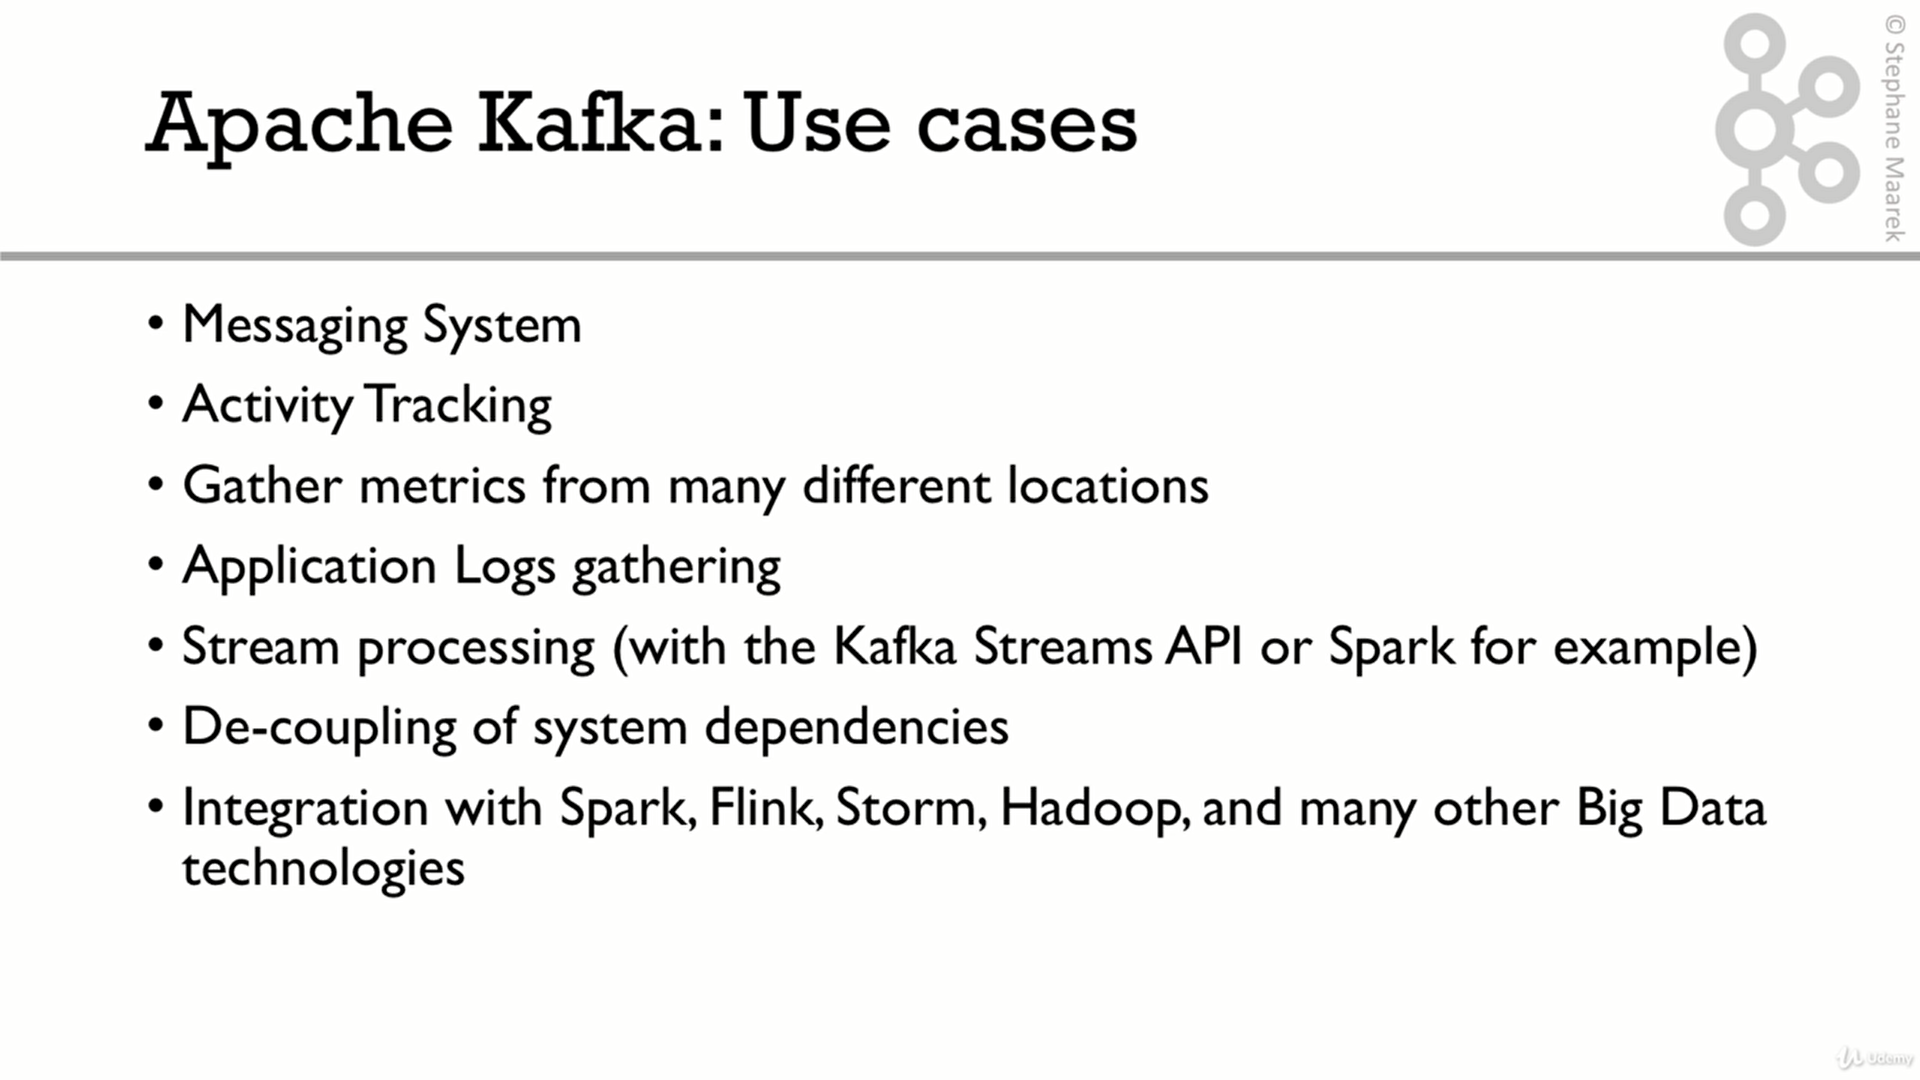 Apache Kafka: Use cases
© Stephane Maarek
• Messaging System
• Activity Tracking
• Gather metrics from many different locations
• Application Logs gathering
• Stream processing (with the Kafka Streams API or Spark for example)
• De-coupling of system dependencies
• Integration with Spark, Flink, Storm, Hadoop, and many other Big Data
technologies
Udemy